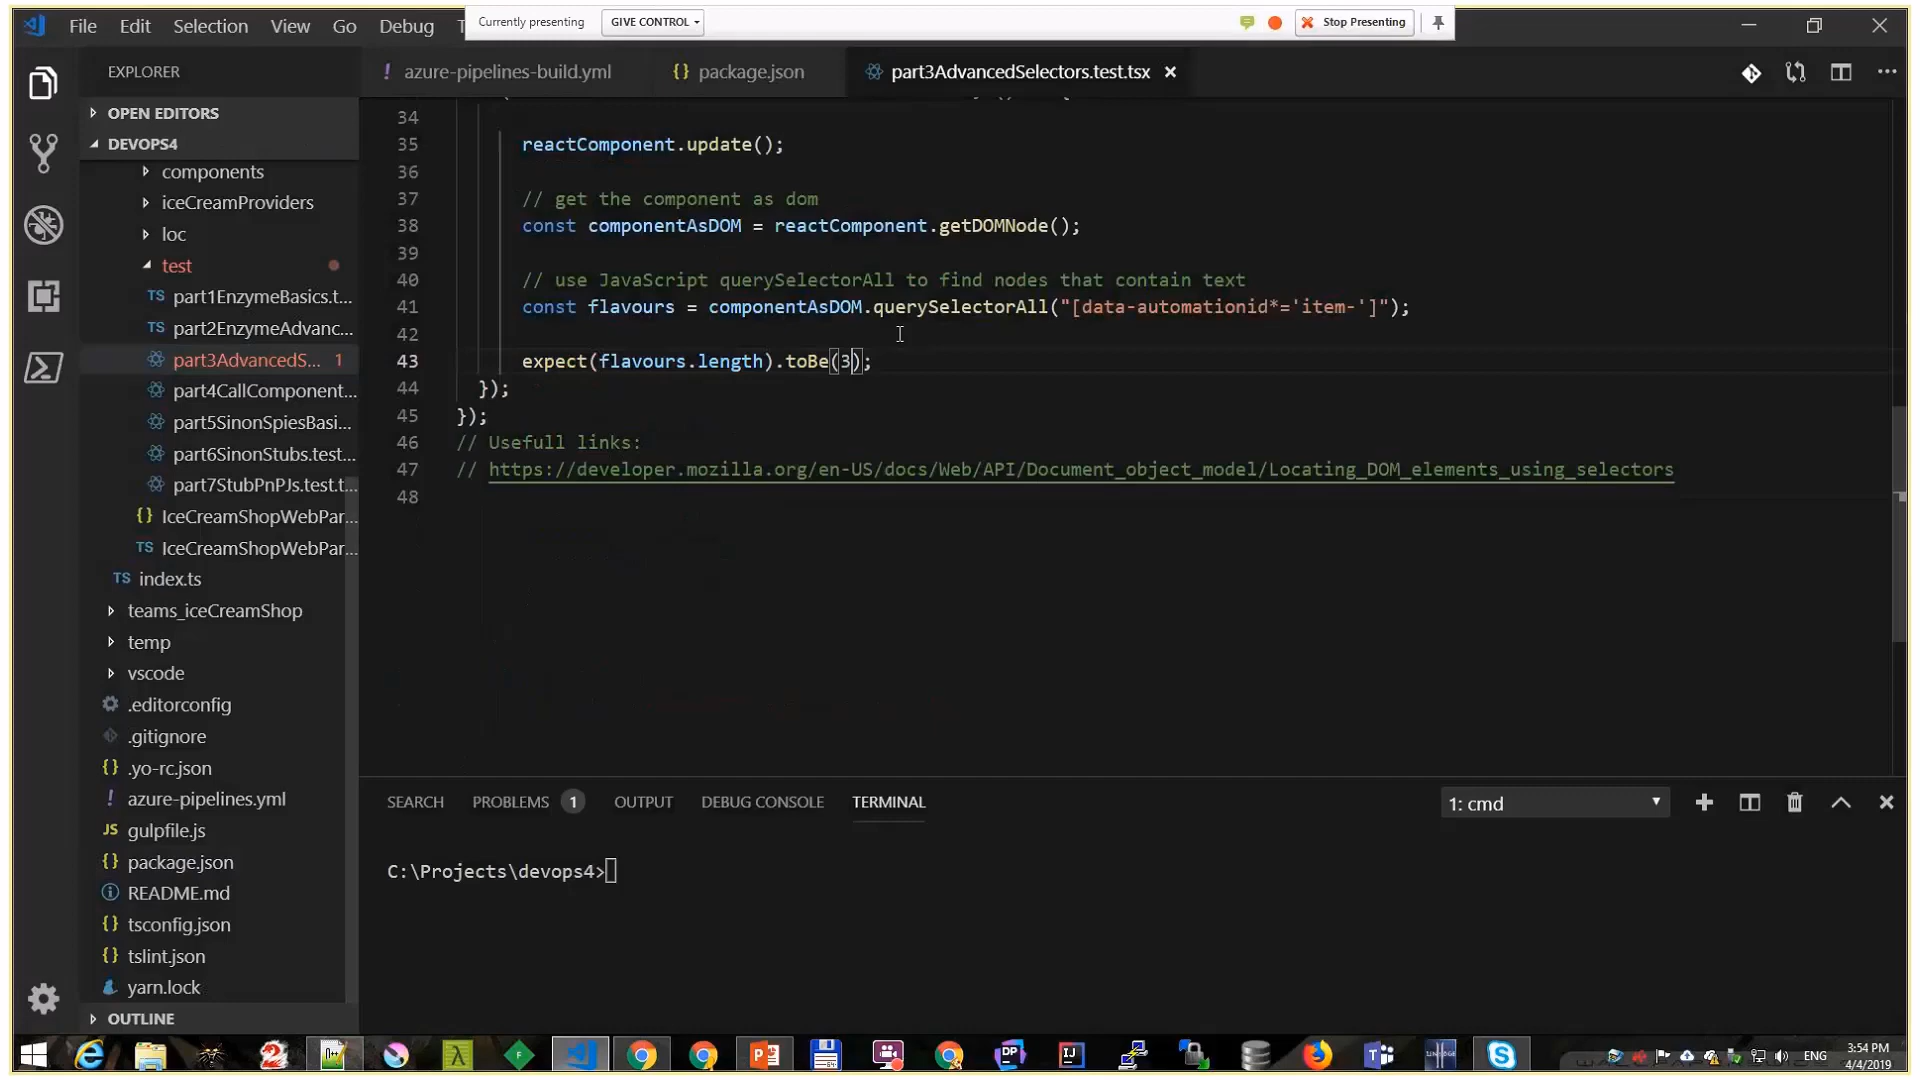 File Edit Selection View Go Debug T
Currently presenting GIVE CONTROL Stop Presenting
EXPLORER
! azure-pipelines-build.yml {} package.json part3AdvancedSelectors.test.tsx
OPEN EDITORS
DEVOPS4
components
iceCreamProviders
loc
test
TS part1EnzymeBasics.t...
TS part2EnzymeAdvanc...
part3AdvancedS... 1
part4CallComponent...
part5SinonSpiesBasi...
part6SinonStubs.test...
part7StubPnPJs.test.t...
{} IceCreamShopWebPar...
TS IceCreamShopWebPar...
TS index.ts
teams_iceCreamShop
temp
vscode
.editorconfig
.gitignore
{} .yo-rc.json
! azure-pipelines.yml
JS gulpfile.js
{} package.json
README.md
{} tsconfig.json
{} tslint.json
yarn.lock
OUTLINE
34
35 reactComponent.update();
36
37 // get the component as dom
38 const componentAsDOM = reactComponent.getDOMNode();
39
40 // use JavaScript querySelectorAll to find nodes that contain text
41 const flavours = componentAsDOM.querySelectorAll("[data-automationid*='item-']");
42
43 expect(flavours.length).toBe(3);
44 });
45 });
46 // Usefull links:
47 // https://developer.mozilla.org/en-US/docs/Web/API/Document_object_model/Locating_DOM_elements_using_selectors
48
SEARCH PROBLEMS 1 OUTPUT DEBUG CONSOLE TERMINAL 1: cmd
C:\Projects\devops4>
ENG
3:54 PM
4/4/2019